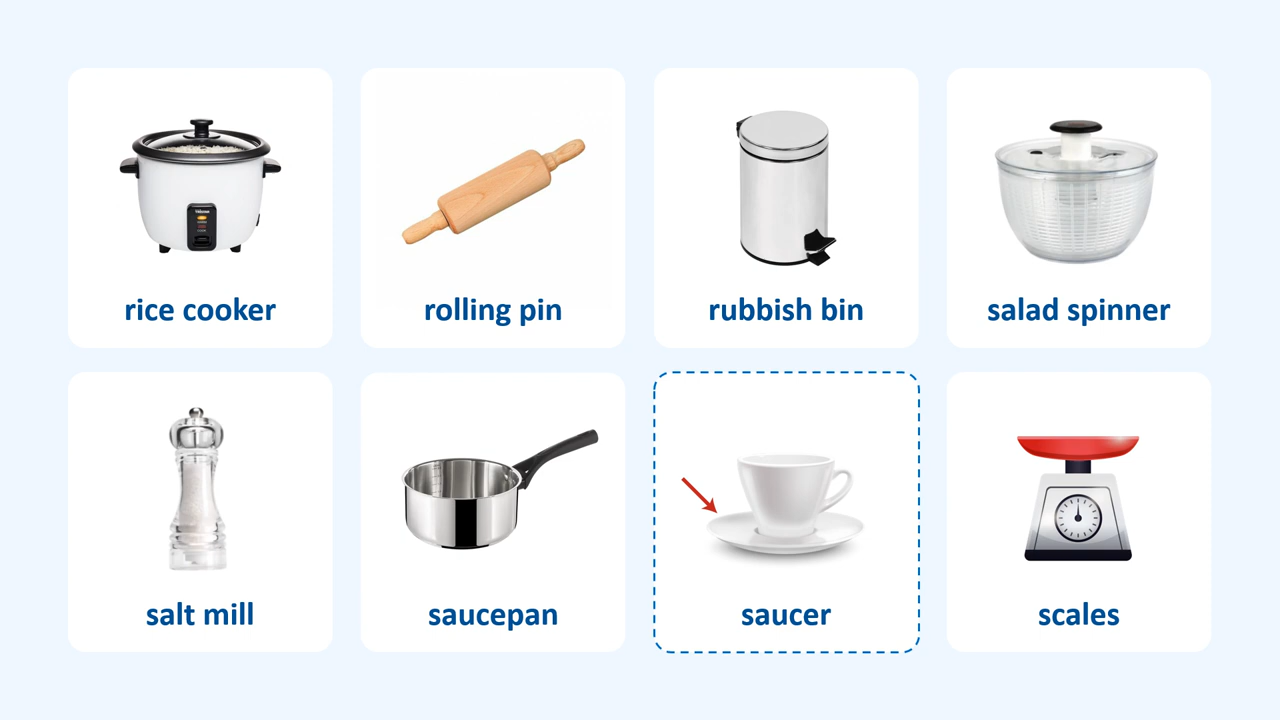 rice cooker
rolling pin
rubbish bin
salad spinner
salt mill
saucepan
saucer
scales